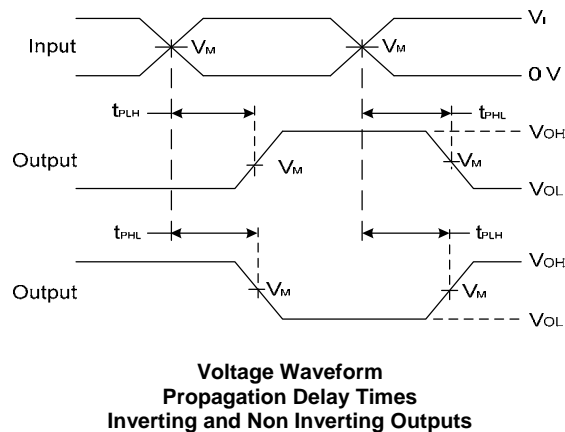 Vı
Input VM VM
0 V
tPLH tPHL
VOH
Output VM VM
VOL
tPHL tPLH
VOH
Output VM VM
VOL
Voltage Waveform
Propagation Delay Times
Inverting and Non Inverting Outputs